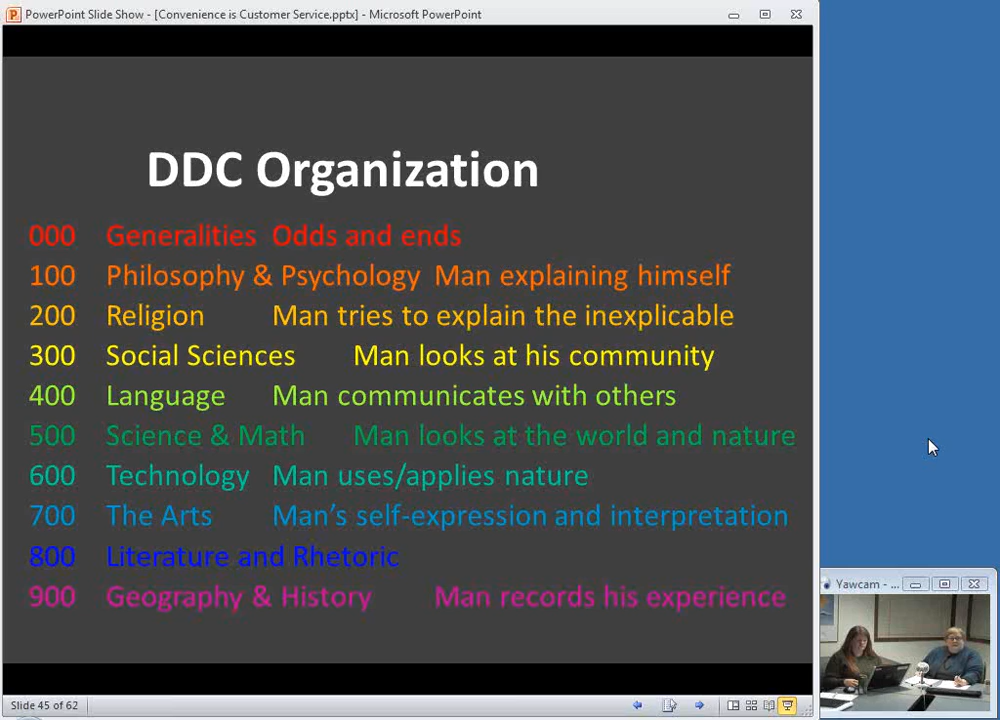 PowerPoint Slide Show - [Convenience is Customer Service.pptx] - Microsoft PowerPoint
DDC Organization
000 Generalities Odds and ends
100 Philosophy & Psychology Man explaining himself
200 Religion Man tries to explain the inexplicable
300 Social Sciences Man looks at his community
400 Language Man communicates with others
500 Science & Math Man looks at the world and nature
600 Technology Man uses/applies nature
700 The Arts Man's self-expression and interpretation
800 Literature and Rhetoric
900 Geography & History Man records his experience
Yawcam - ...
Slide 45 of 62